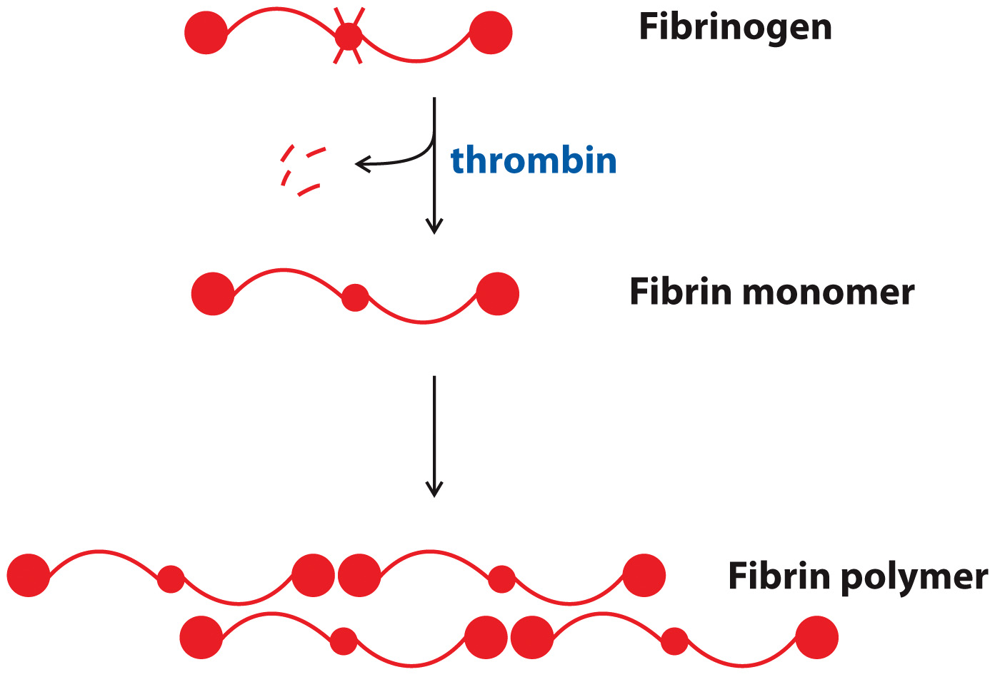 Fibrinogen
thrombin
Fibrin monomer
Fibrin polymer